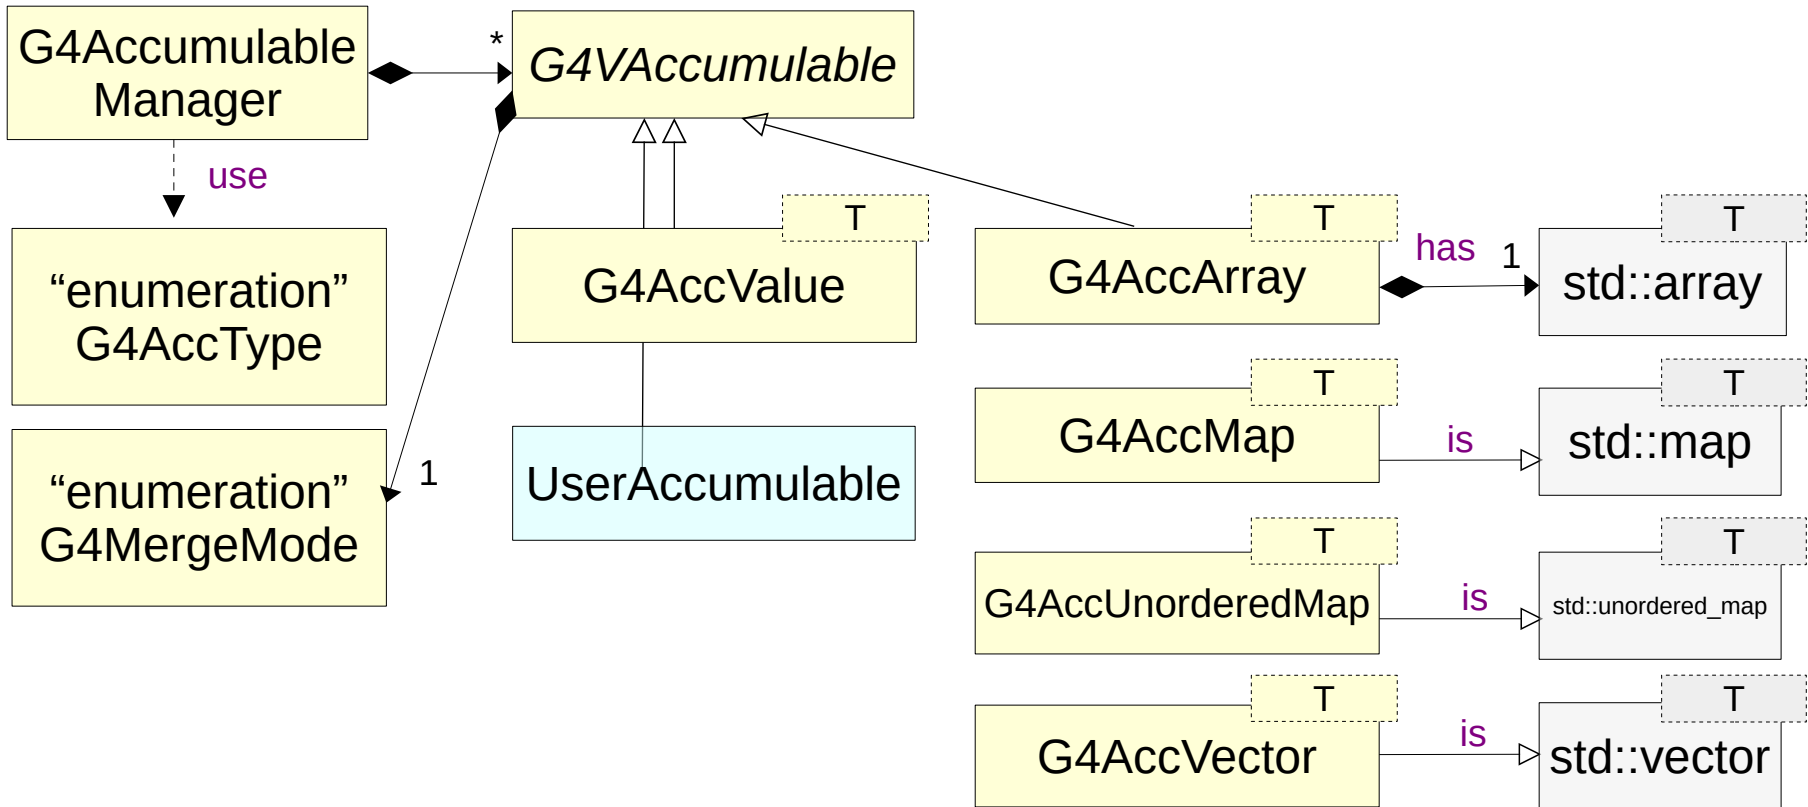 G4Accumulable
Manager
*
G4VAccumulable
use
“enumeration”
G4AccType
“enumeration”
G4MergeMode
1
T
G4AccValue
UserAccumulable
T
G4AccArray
has
1
T
std::array
T
G4AccMap
is
T
std::map
T
G4AccUnorderedMap
is
T
std::unordered_map
T
G4AccVector
is
T
std::vector